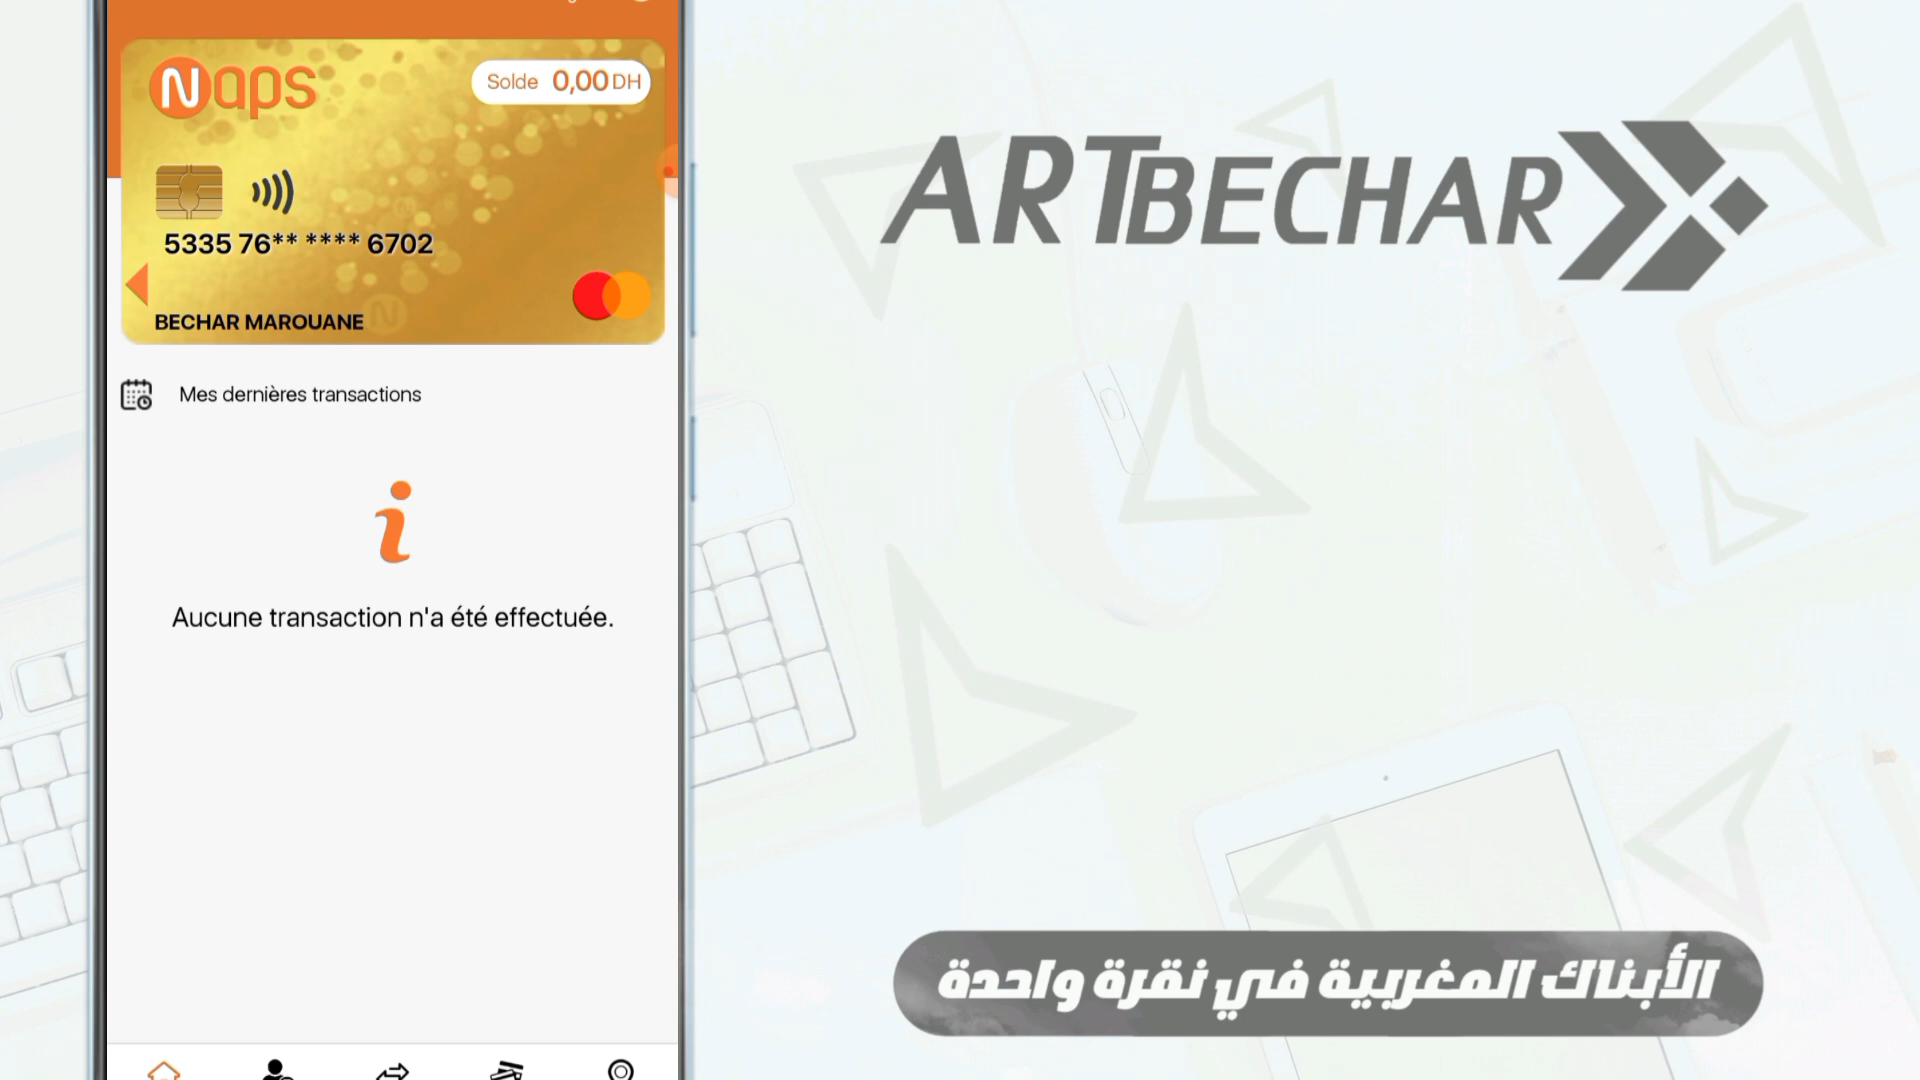 Naps
Solde 0,00 DH
5335 76** **** 6702
BECHAR MAROUANE
Mes dernières transactions
i
Aucune transaction n'a été effectuée.
ARTBECHAR
الأبناك المغربية في نقرة واحدة